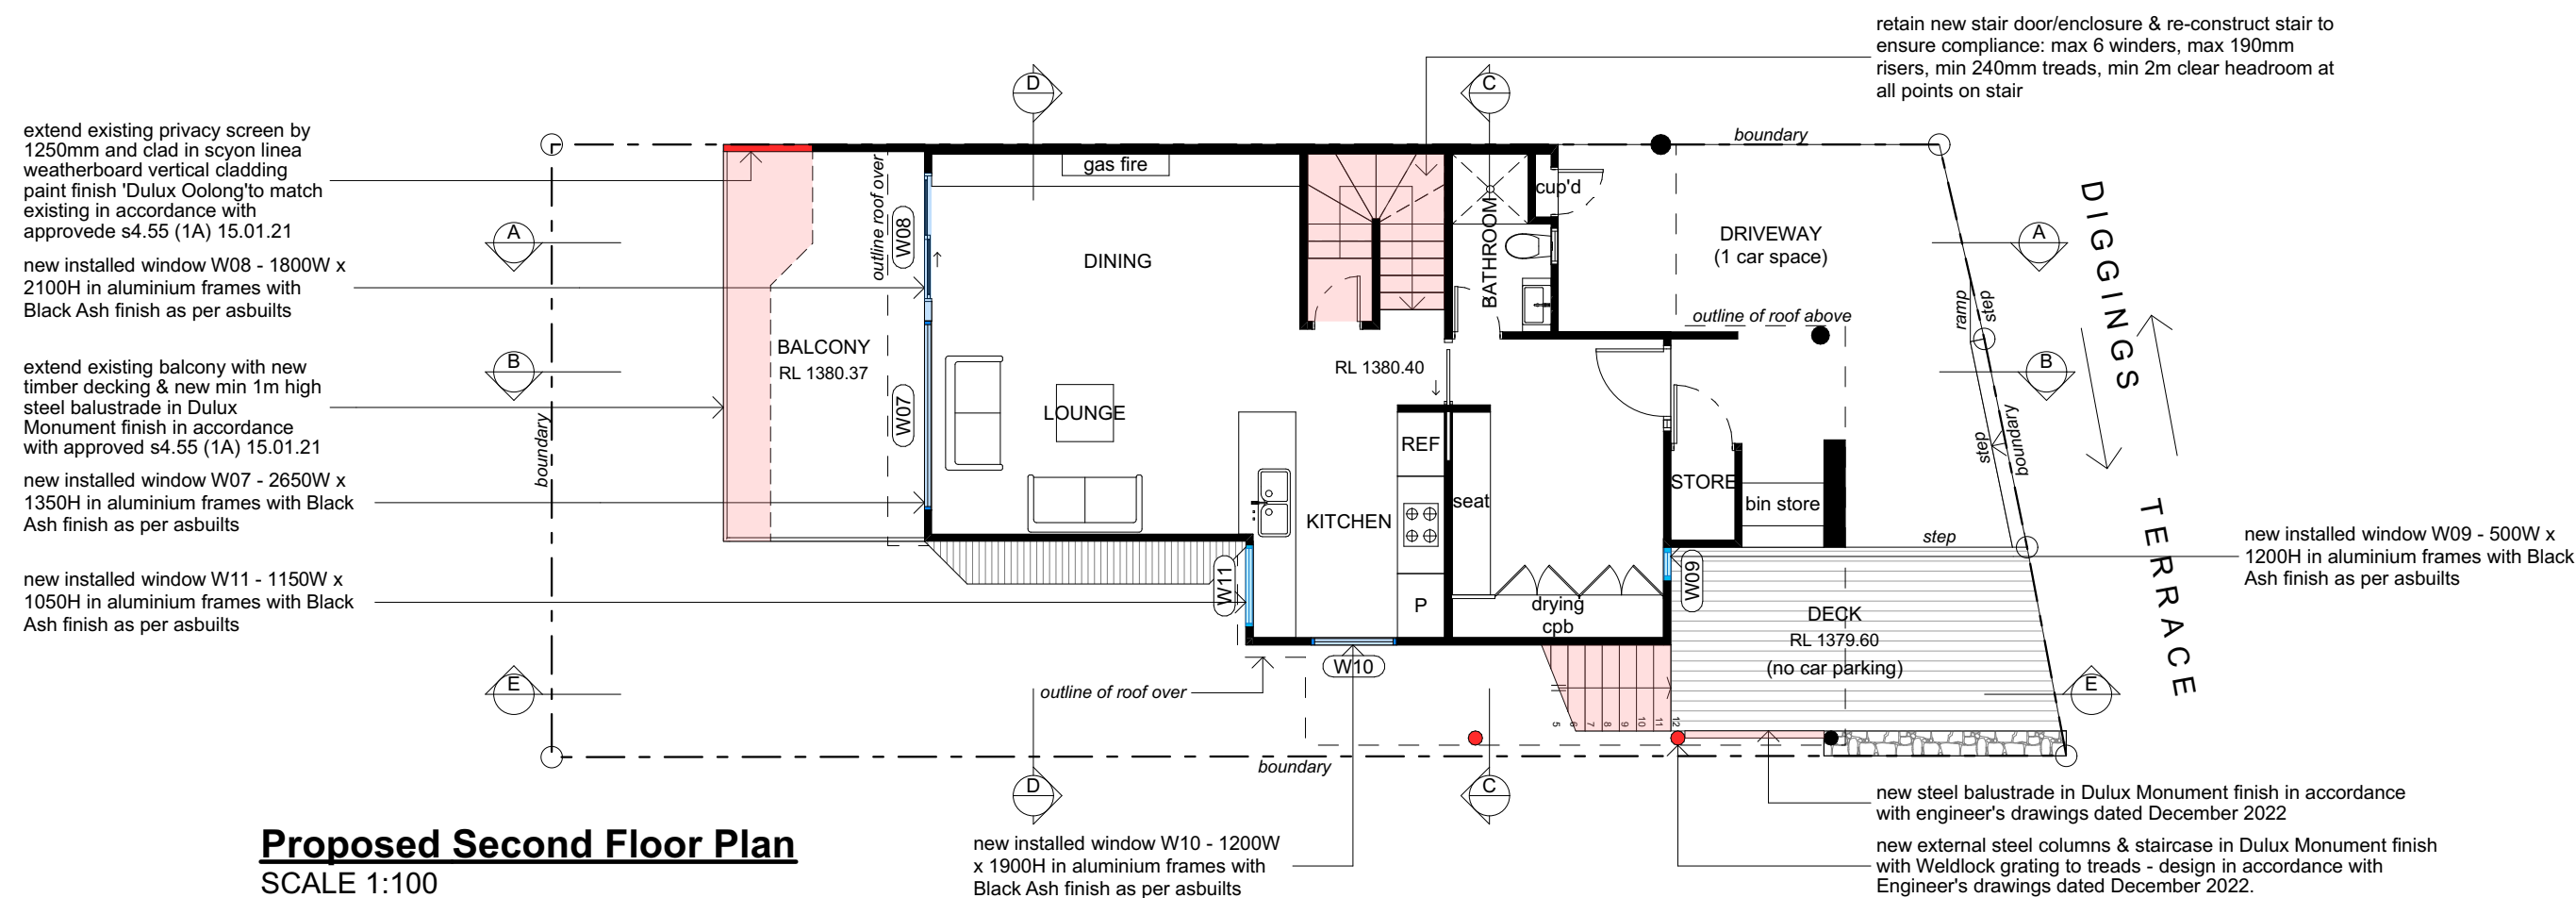 retain new stair door/enclosure & re-construct stair to
ensure compliance: max 6 winders, max 190mm
risers, min 240mm treads, min 2m clear headroom at
all points on stair
D
C
extend existing privacy screen by
1250mm and clad in scyon linea
weatherboard vertical cladding
paint finish 'Dulux Oolong'to match
existing in accordance with
approvede s4.55 (1A) 15.01.21
new installed window W08 - 1800W x
2100H in aluminium frames with
Black Ash finish as per asbuilts
extend existing balcony with new
timber decking & new min 1m high
steel balustrade in Dulux
Monument finish in accordance
with approved s4.55 (1A) 15.01.21
new installed window W07 - 2650W x
1350H in aluminium frames with Black
Ash finish as per asbuilts
new installed window W11 - 1150W x
1050H in aluminium frames with Black
Ash finish as per asbuilts
A
B
E
boundary
BALCONY
RL 1380.37
outline of roof over
W08
W07
gas fire
DINING
LOUNGE
RL 1380.40
KITCHEN
REF
P
W11
W10
BATHROOM
cup'd
seat
drying
cpb
STORE
bin store
W09
boundary
DRIVEWAY
(1 car space)
outline of roof above
ramp
step
step
boundary
step
A
B
E
DIGGINGS
TERRACE
DECK
RL 1379.60
(no car parking)
5
6
7
8
9
10
11
12
outline of roof over
boundary
D
C
new installed window W09 - 500W x
1200H in aluminium frames with Black
Ash finish as per asbuilts
new steel balustrade in Dulux Monument finish in accordance
with engineer's drawings dated December 2022
new external steel columns & staircase in Dulux Monument finish
with Weldlock grating to treads - design in accordance with
Engineer's drawings dated December 2022.
new installed window W10 - 1200W
x 1900H in aluminium frames with
Black Ash finish as per asbuilts
Proposed Second Floor Plan
SCALE 1:100